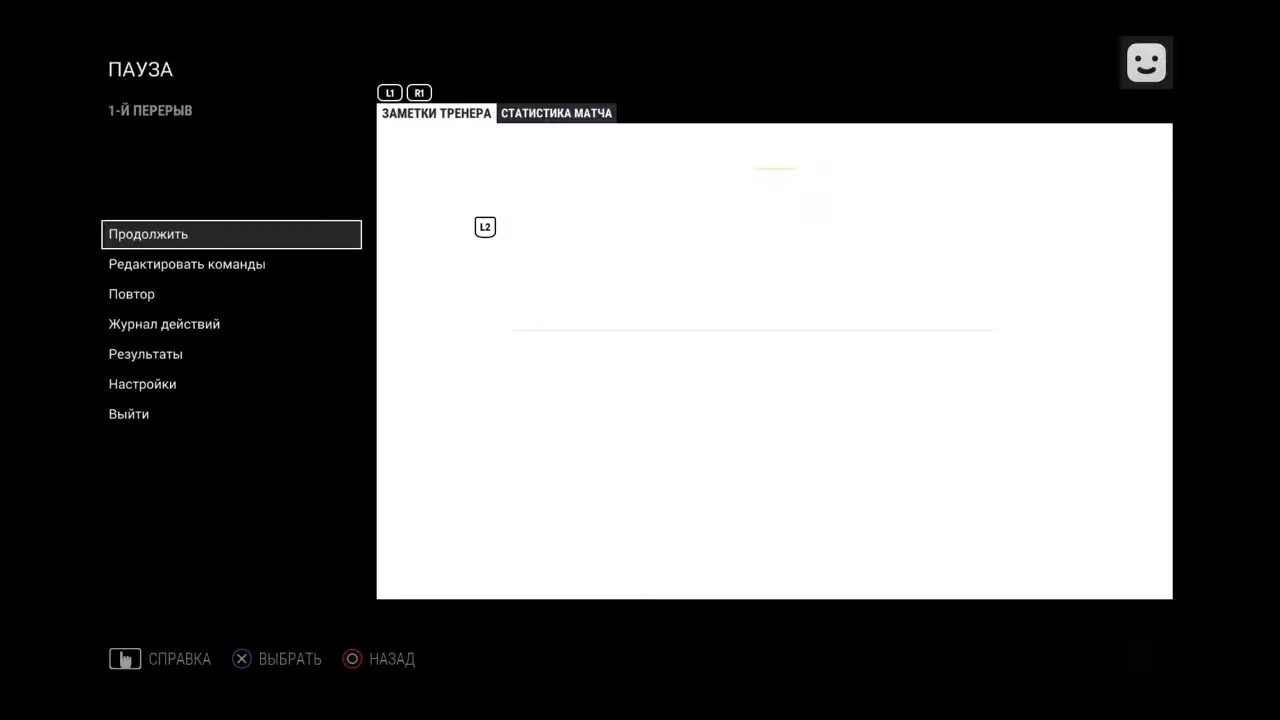 ПАУЗА
1-Й ПЕРЕРЫВ
L1 R1
ЗАМЕТКИ ТРЕНЕРА СТАТИСТИКА МАТЧА
L2
Продолжить
Редактировать команды
Повтор
Журнал действий
Результаты
Настройки
Выйти
СПРАВКА ВЫБРАТЬ НАЗАД